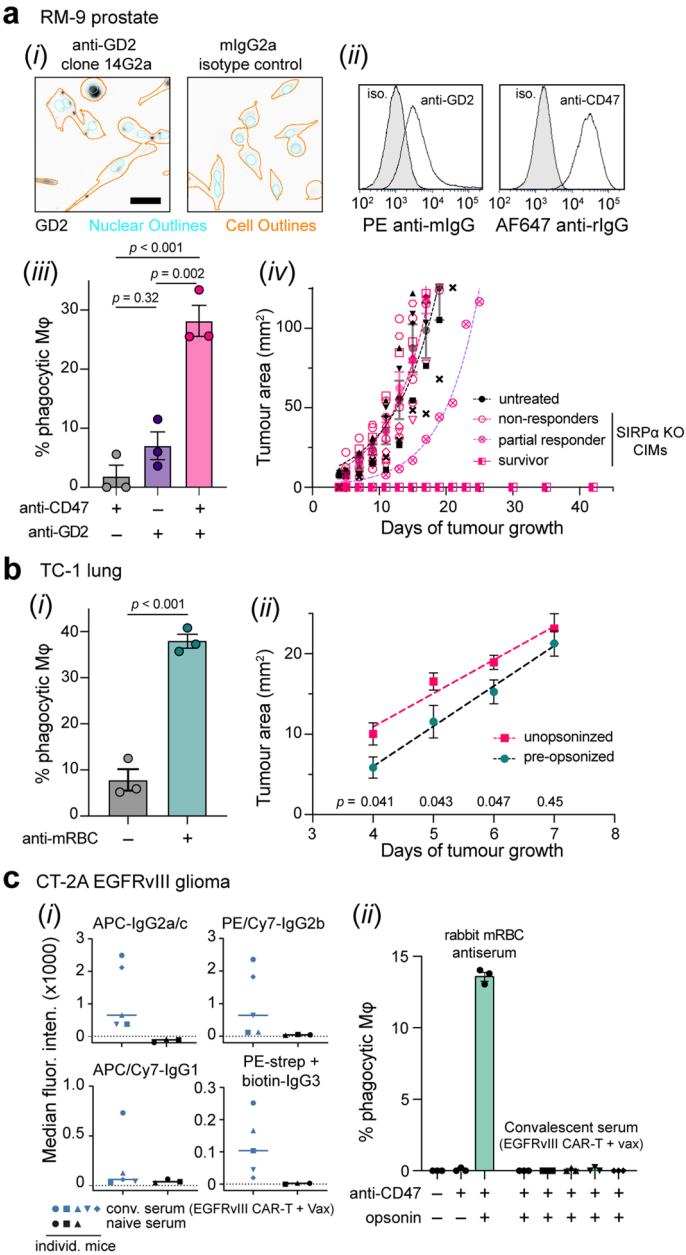 a RM-9 prostate
(i) anti-GD2
clone 14G2a
mIgG2a
isotype control
GD2 Nuclear Outlines Cell Outlines
(ii)
iso. anti-GD2
10² 10³ 10⁴ 10⁵
PE anti-mIgG
iso. anti-CD47
10² 10³ 10⁴ 10⁵
AF647 anti-rIgG
(iii)
p < 0.001
p = 0.002
p = 0.32
% phagocytic Mφ
30
20
10
0
anti-CD47 + – +
anti-GD2 – + +
(iv)
Tumour area (mm²)
100
50
0
0 10 20 30 40
Days of tumour growth
untreated
non-responders
partial responder
survivor
SIRPα KO
CIMs
b TC-1 lung
(i)
p < 0.001
% phagocytic Mφ
40
30
20
10
0
anti-mRBC – +
(ii)
Tumour area (mm²)
20
10
0
unopsoninzed
pre-opsonized
p = 0.041 0.043 0.047 0.45
3 4 5 6 7 8
Days of tumour growth
c CT-2A EGFRvIII glioma
(i)
Median fluor. inten. (x1000)
APC-IgG2a/c
3
2
1
0
PE/Cy7-IgG2b
3
2
1
0
APC/Cy7-IgG1
1.0
0.5
0.0
PE-strep +
biotin-IgG3
0.3
0.2
0.1
0.0
conv. serum (EGFRvIII CAR-T + Vax)
naive serum
individ. mice
(ii)
rabbit mRBC
antiserum
% phagocytic Mφ
15
10
5
0
Convalescent serum
(EGFRvIII CAR-T + vax)
anti-CD47 – + + + + + + +
opsonin – – + + + + + +